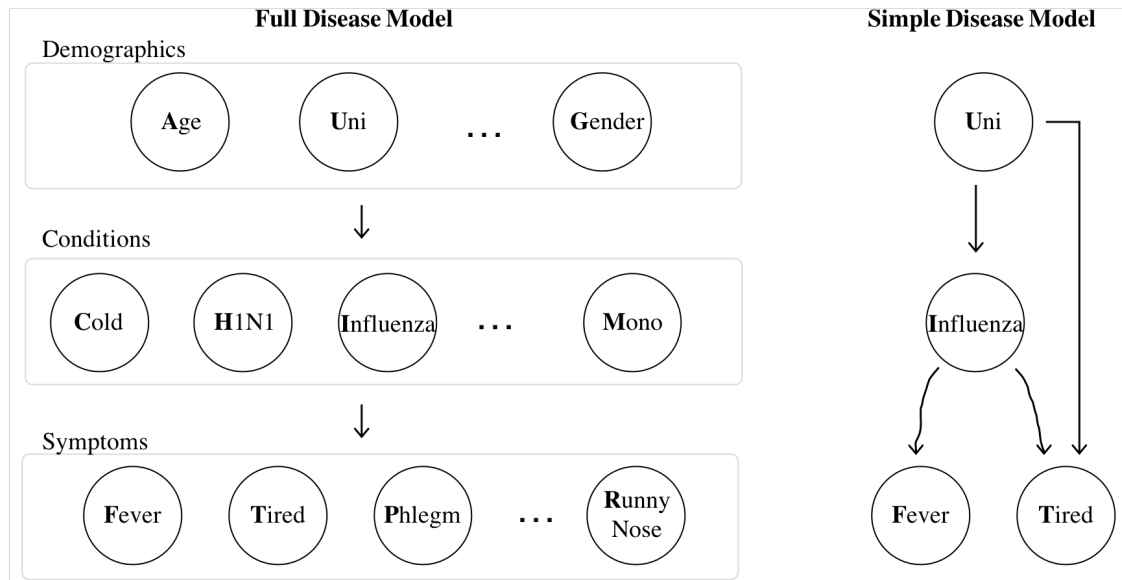 Full Disease Model
Simple Disease Model
Demographics
Age
Uni
...
Gender
Uni
Conditions
Cold
H1N1
Influenza
...
Mono
Influenza
Symptoms
Fever
Tired
Phlegm
...
Runny
Nose
Fever
Tired